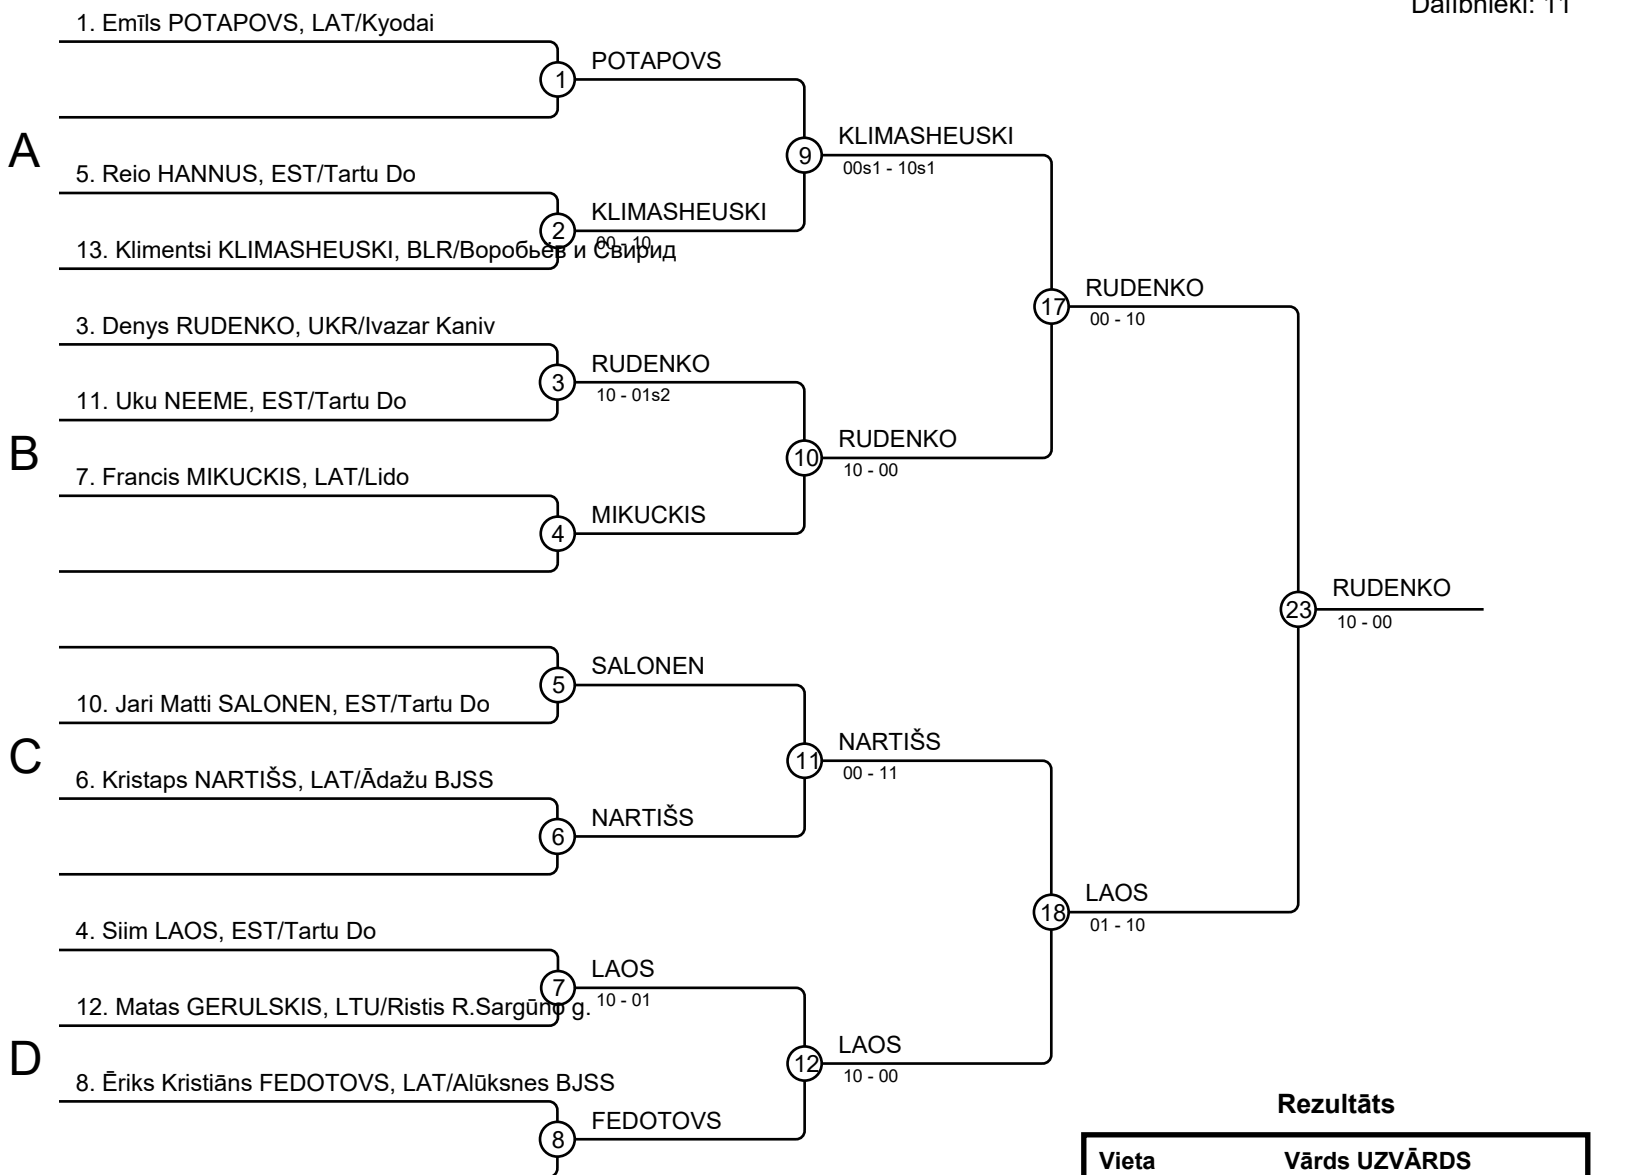 Dalībnieki: 11
1. Emīls POTAPOVS, LAT/Kyodai
1
POTAPOVS
A
9
KLIMASHEUSKI
00s1 - 10s1
5. Reio HANNUS, EST/Tartu Do
2
KLIMASHEUSKI
00 - 10
13. Klimentsi KLIMASHEUSKI, BLR/Воробьёв и Свирид
17
RUDENKO
00 - 10
3. Denys RUDENKO, UKR/Ivazar Kaniv
3
RUDENKO
10 - 01s2
11. Uku NEEME, EST/Tartu Do
B
10
RUDENKO
10 - 00
7. Francis MIKUCKIS, LAT/Lido
4
MIKUCKIS
23
RUDENKO
10 - 00
5
SALONEN
10. Jari Matti SALONEN, EST/Tartu Do
C
11
NARTIŠS
00 - 11
6. Kristaps NARTIŠS, LAT/Ādažu BJSS
6
NARTIŠS
18
LAOS
01 - 10
4. Siim LAOS, EST/Tartu Do
7
LAOS
10 - 01
12. Matas GERULSKIS, LTU/Ristis R.Sargūno g.
D
12
LAOS
10 - 00
8. Ēriks Kristiāns FEDOTOVS, LAT/Alūksnes BJSS
8
FEDOTOVS
Rezultāts
Vieta Vārds UZVĀRDS